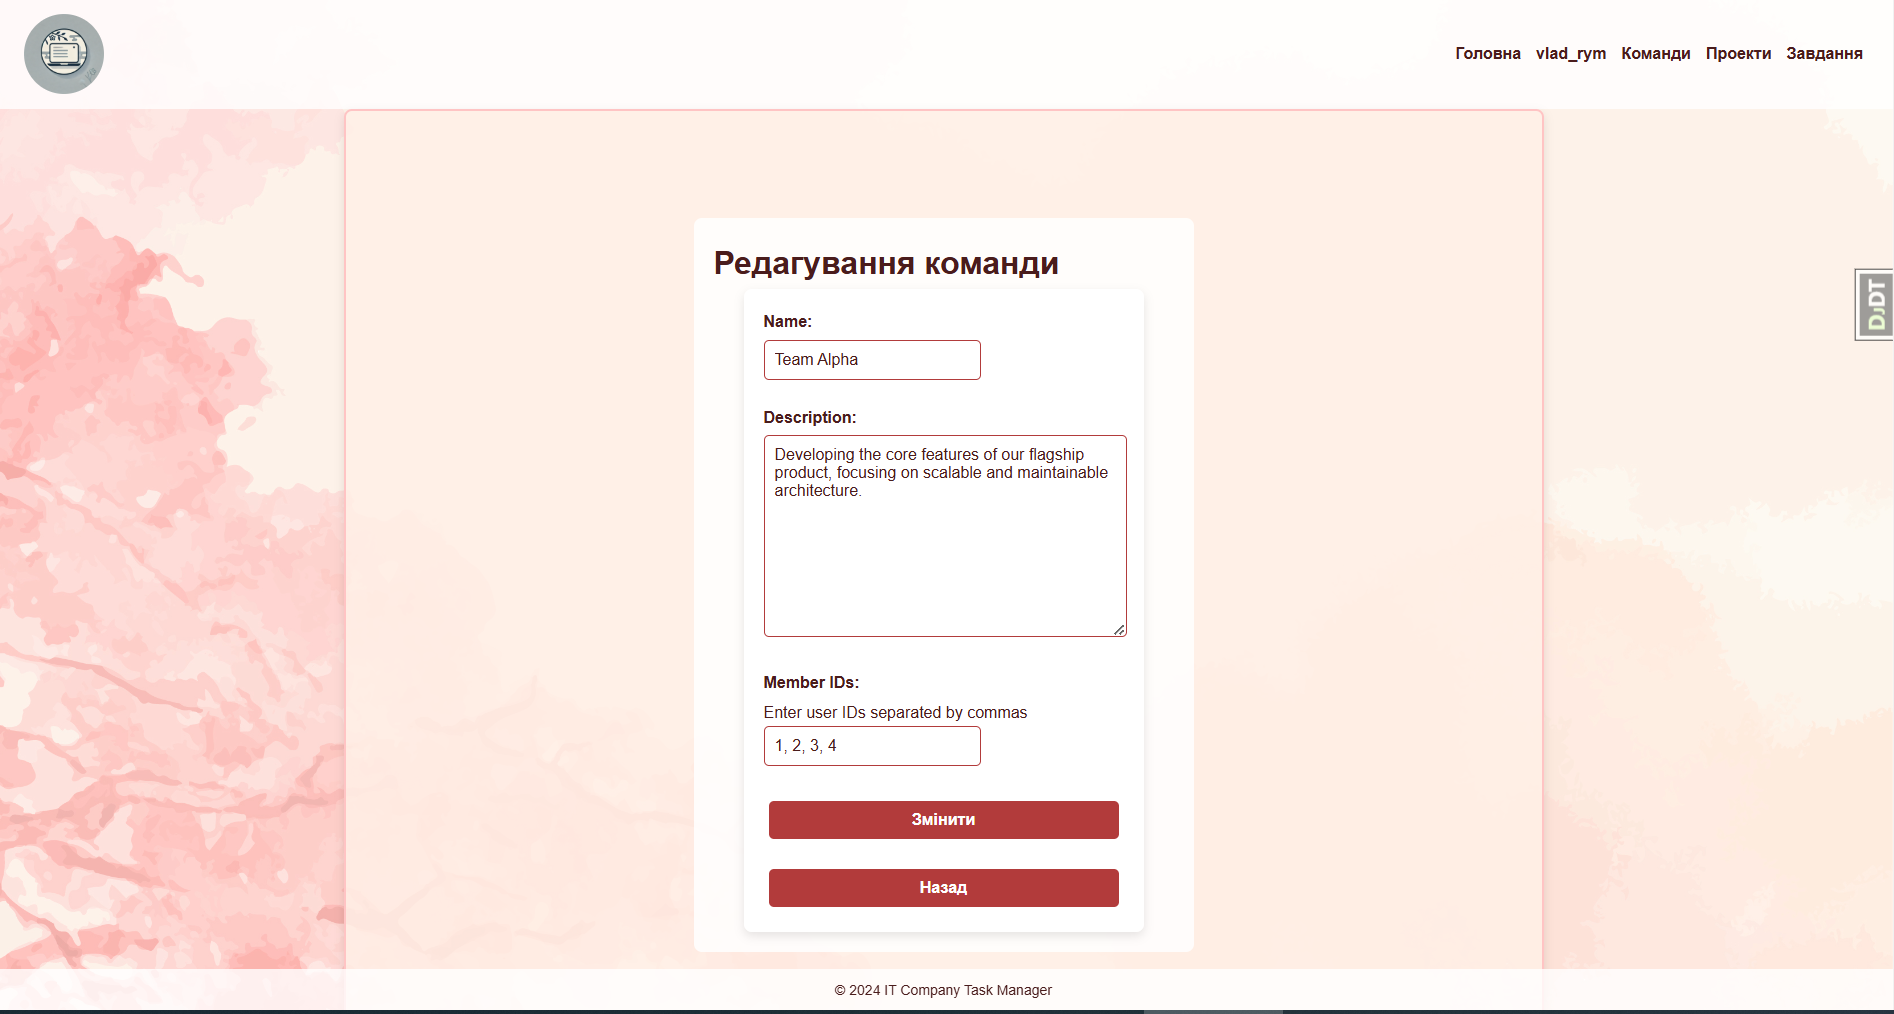 Головна vlad_rym Команди Проекти Завдання
Редагування команди
DJDT
Name:
Team Alpha
Description:
Developing the core features of our flagship
product, focusing on scalable and maintainable
architecture.
Member IDs:
Enter user IDs separated by commas
1, 2, 3, 4
Змінити
Назад
© 2024 IT Company Task Manager